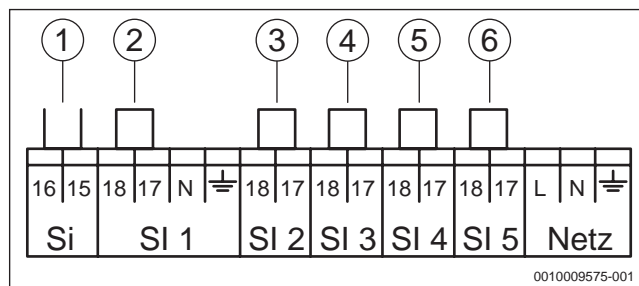 1 2 3 4 5 6
16 15 18 17 N 18 17 18 17 18 17 18 17 L N
Si SI 1 SI 2 SI 3 SI 4 SI 5 Netz
0010009575-001